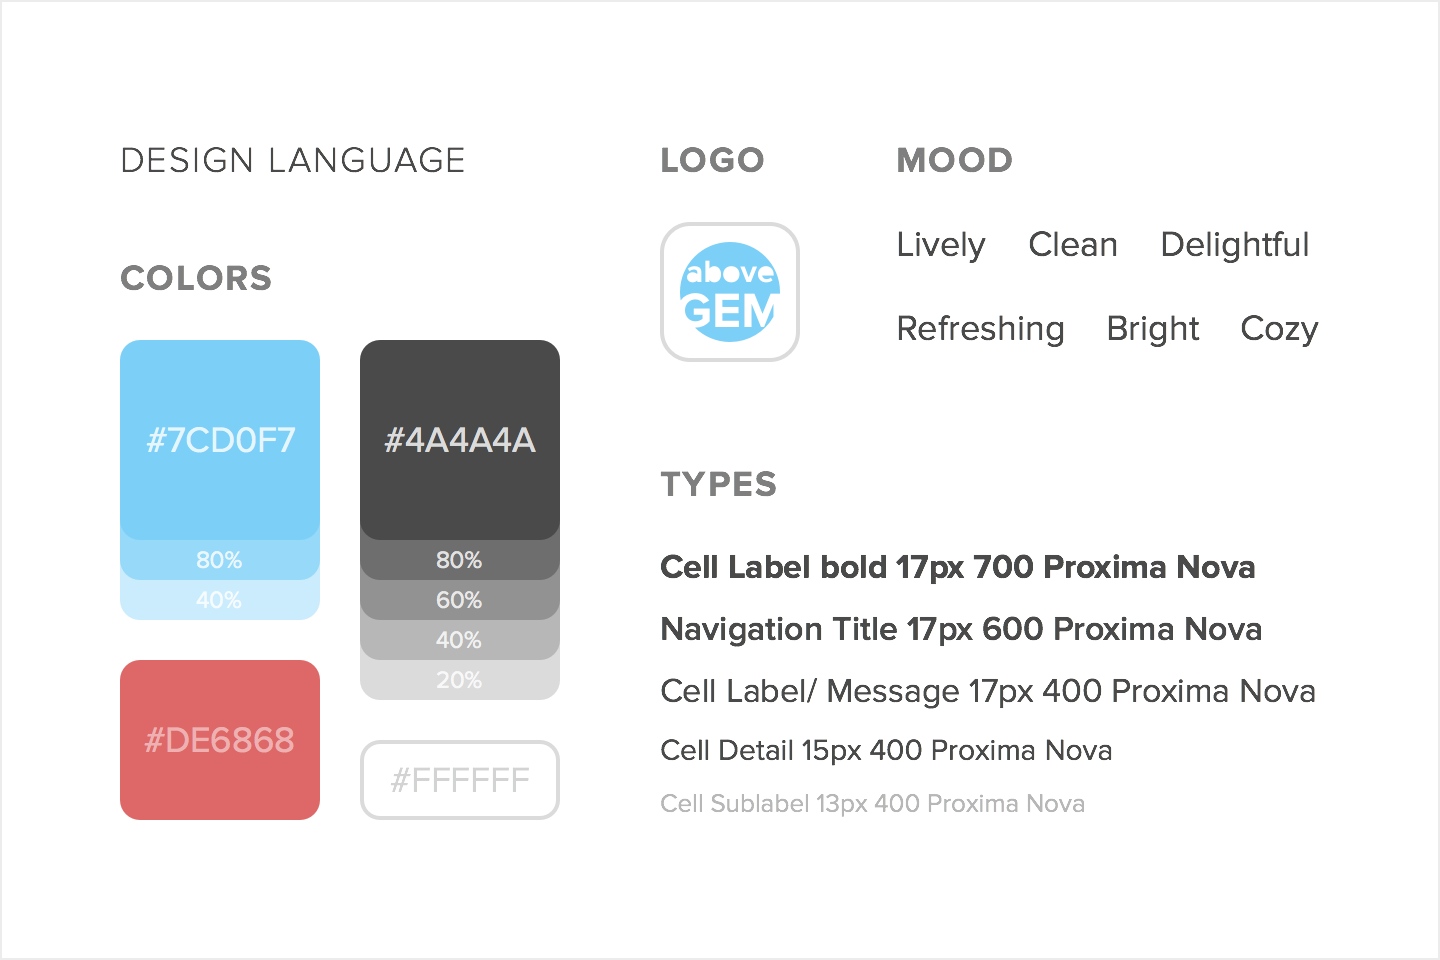 DESIGN LANGUAGE
COLORS
#7CD0F7
80%
40%
#DE6868
#4A4A4A
80%
60%
40%
20%
#FFFFFF
LOGO
above
GEM
MOOD
Lively Clean Delightful
Refreshing Bright Cozy
TYPES
Cell Label bold 17px 700 Proxima Nova
Navigation Title 17px 600 Proxima Nova
Cell Label/ Message 17px 400 Proxima Nova
Cell Detail 15px 400 Proxima Nova
Cell Sublabel 13px 400 Proxima Nova